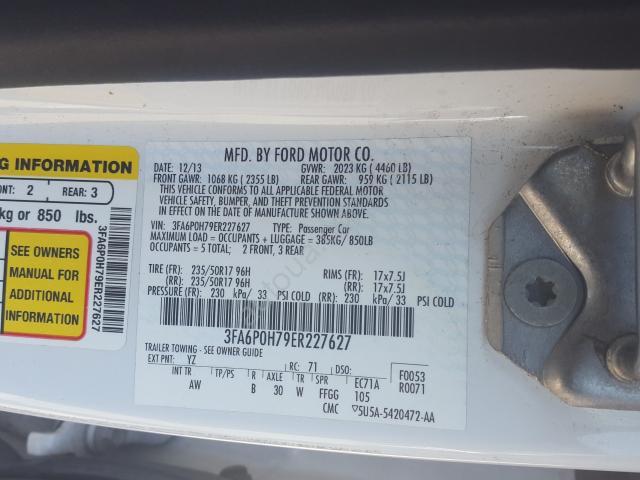 MFD. BY FORD MOTOR CO.
DATE: 12/13 GVWR: 2023 KG ( 4460 LB)
FRONT GAWR: 1068 KG ( 2355 LB) REAR GAWR: 959 KG ( 2115 LB)
THIS VEHICLE CONFORMS TO ALL APPLICABLE FEDERAL MOTOR
VEHICLE SAFETY, BUMPER, AND THEFT PREVENTION STANDARDS
IN EFFECT ON THE DATE OF MANUFACTURE SHOWN ABOVE.
VIN: 3FA6P0H79ER227627 TYPE: Passenger Car
MAXIMUM LOAD = OCCUPANTS + LUGGAGE = 385KG/ 850LB
OCCUPANTS = 5 TOTAL; 2 FRONT, 3 REAR
TIRE (FR): 235/50R17 96H RIMS (FR): 17x7.5J
(RR): 235/50R17 96H (RR): 17x7.5J
PRESSURE (FR): 230 kPa/ 33 PSI COLD (RR): 230 kPa/ 33 PSI COLD
3FA6P0H79ER227627
TRAILER TOWING - SEE OWNER GUIDE
EXT PNT: YZ RC: 71 DSO: F0053
INT TR TP/PS R AXLE TR SPR EC71A R0071
AW B 30 W FFGG 105
CMC 5U5A-5420472-AA
G INFORMATION
NT: 2 REAR: 3
kg or 850 lbs.
SEE OWNERS
MANUAL FOR
ADDITIONAL
INFORMATION
3FA6P0H79ER227627